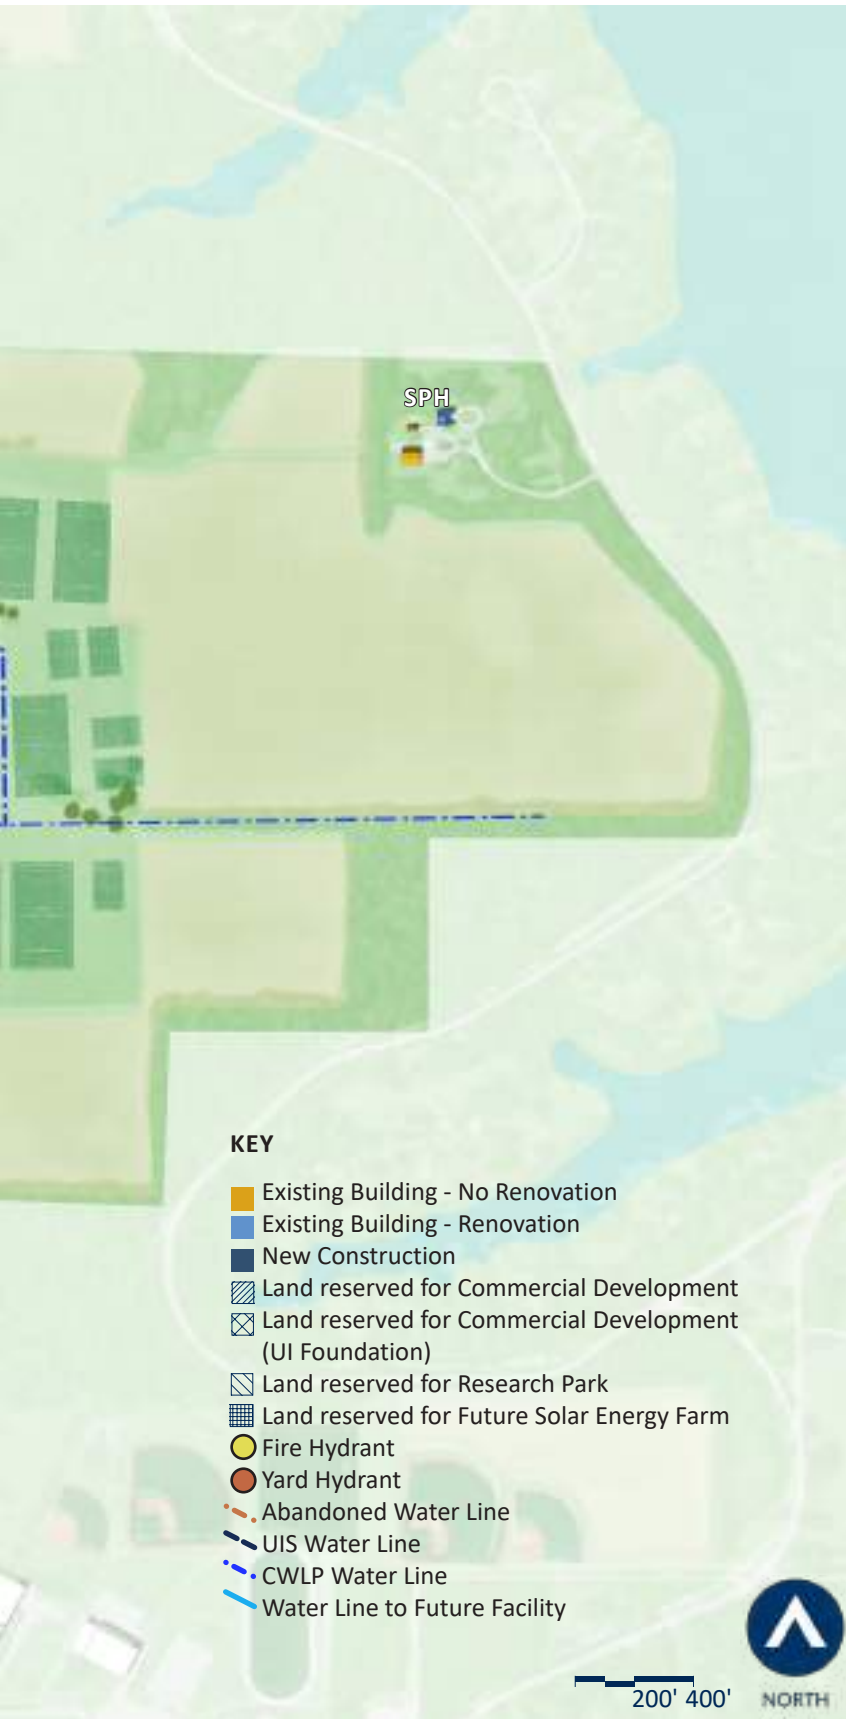 SPH
KEY
Existing Building - No Renovation
Existing Building - Renovation
New Construction
Land reserved for Commercial Development
Land reserved for Commercial Development
(UI Foundation)
Land reserved for Research Park
Land reserved for Future Solar Energy Farm
Fire Hydrant
Yard Hydrant
Abandoned Water Line
UIS Water Line
CWLP Water Line
Water Line to Future Facility
200' 400'
NORTH